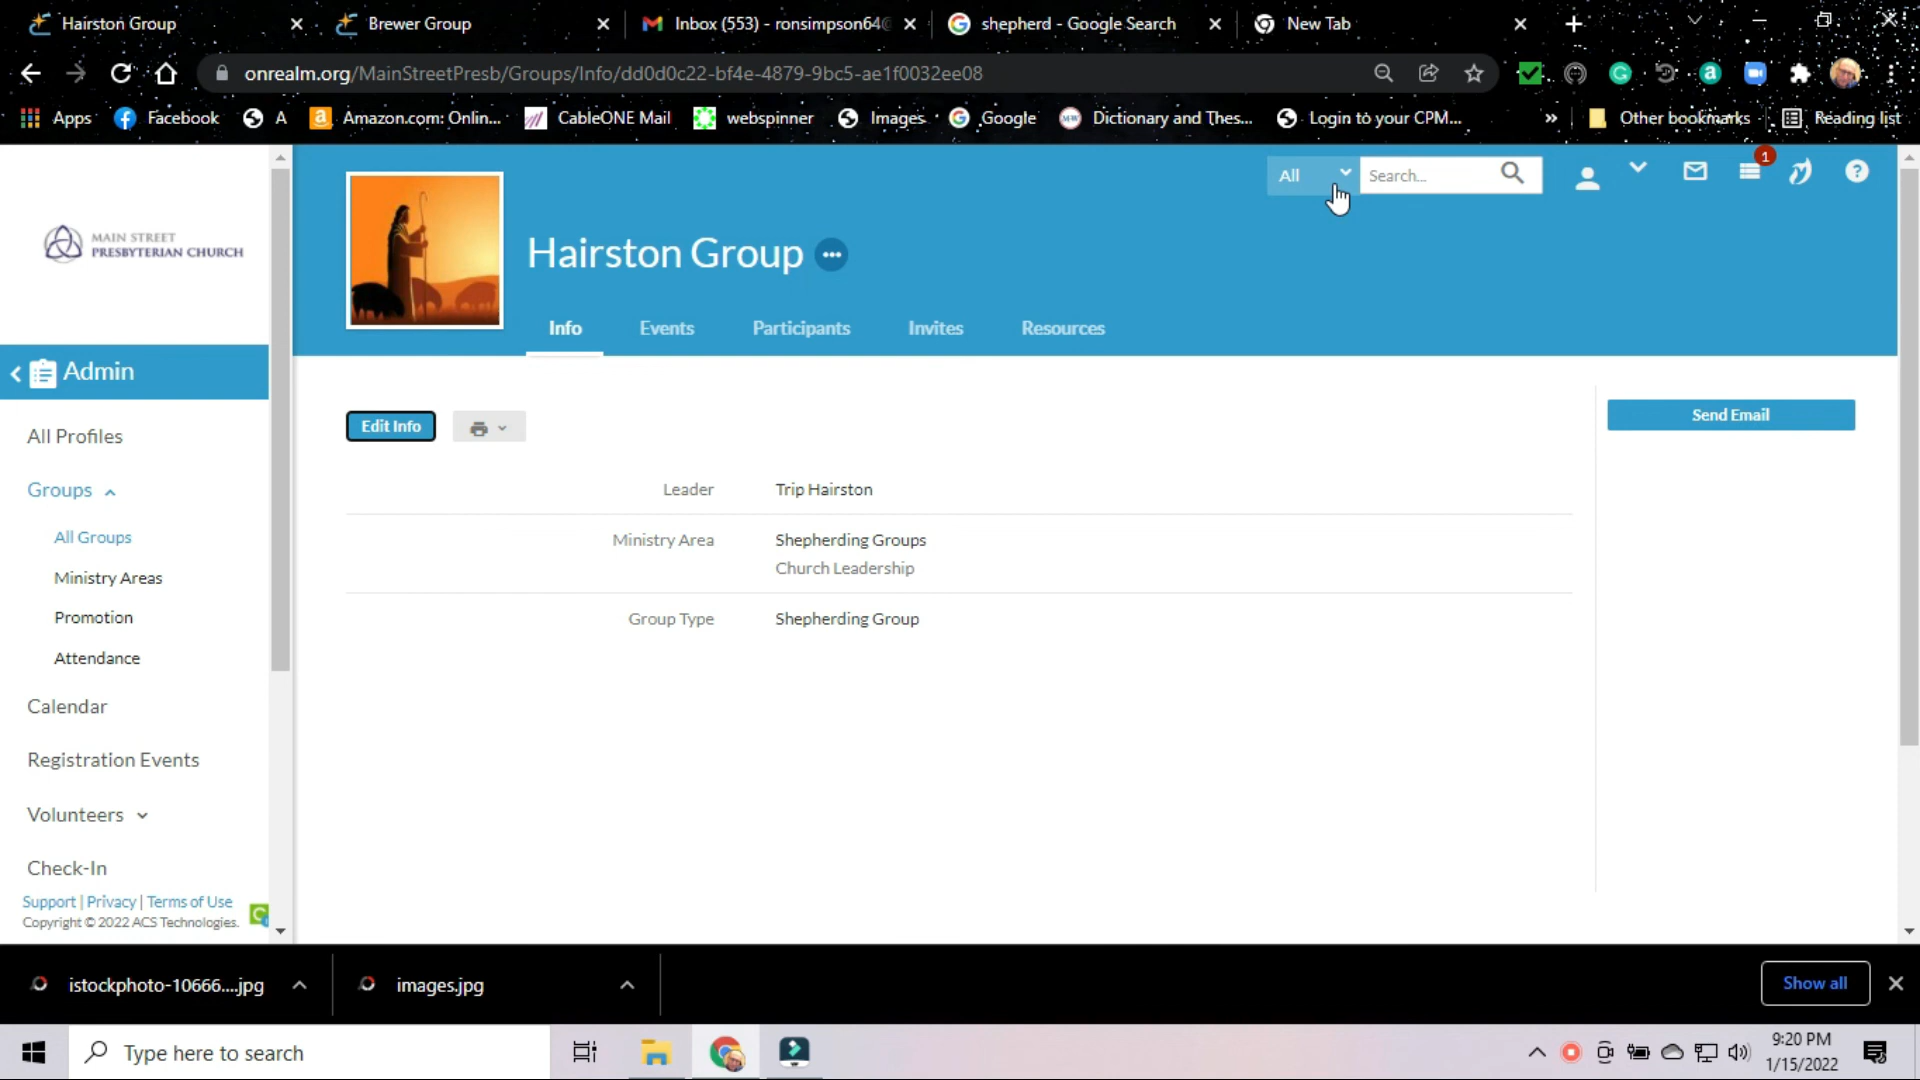 Hairston Group
Brewer Group
Inbox (553) - ronsimpson64@
shepherd - Google Search
New Tab
onrealm.org/MainStreetPresb/Groups/Info/dd0d0c22-bf4e-4879-9bc5-ae1f0032ee08
Apps
Facebook
A
Amazon.com: Onlin...
CableONE Mail
webspinner
Images
Google
Dictionary and Thes...
Login to your CPM...
»
Other bookmarks
Reading list
MAIN STREET
PRESBYTERIAN CHURCH
All
Search...
1
Hairston Group
Info
Events
Participants
Invites
Resources
Admin
All Profiles
Groups
All Groups
Ministry Areas
Promotion
Attendance
Calendar
Registration Events
Volunteers
Check-In
Support | Privacy | Terms of Use
Copyright © 2022 ACS Technologies.
Edit Info
Send Email
Leader Trip Hairston
Ministry Area Shepherding Groups
Church Leadership
Group Type Shepherding Group
istockphoto-10666....jpg
images.jpg
Show all
Type here to search
9:20 PM
1/15/2022